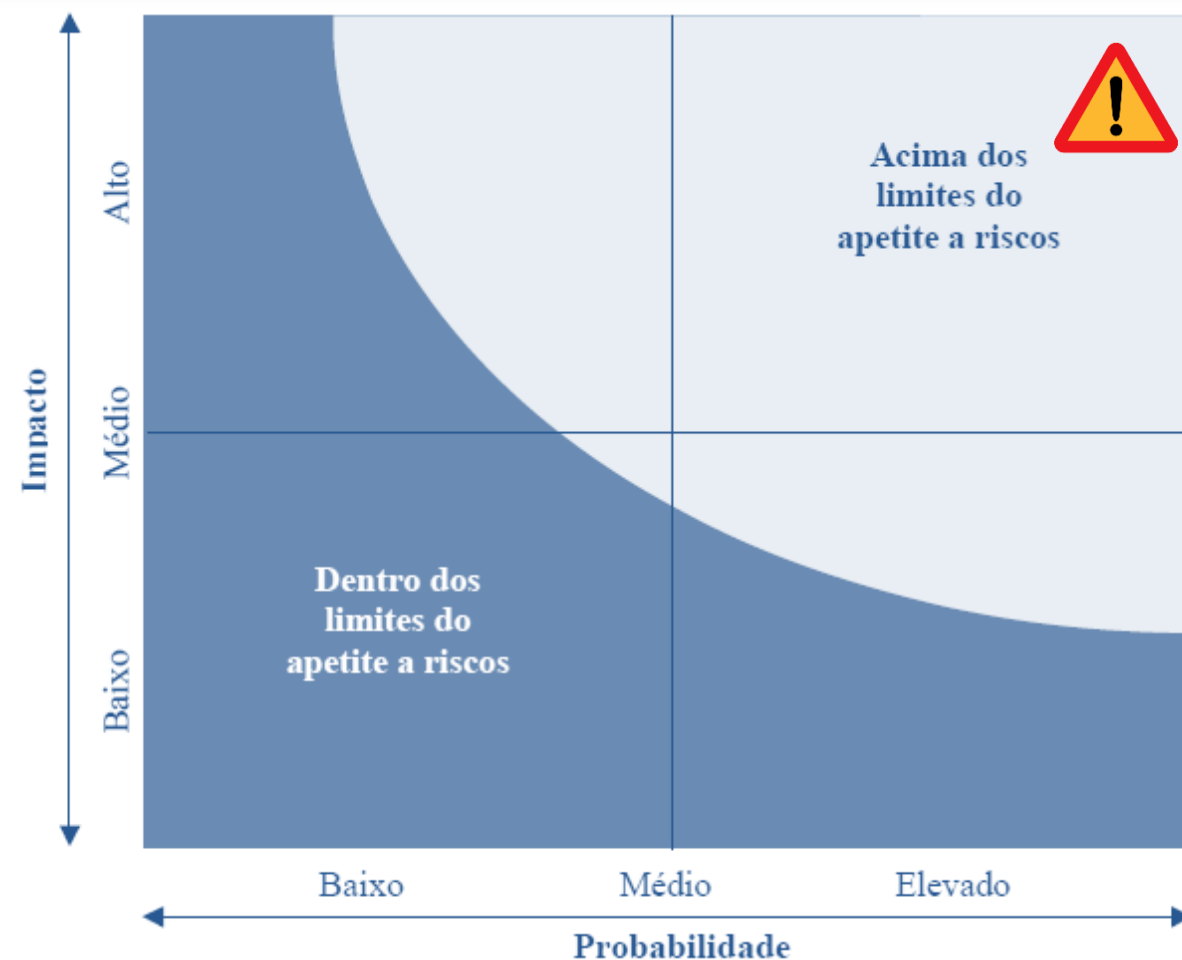 Impacto
Alto
Médio
Baixo
Acima dos
limites do
apetite a riscos
Dentro dos
limites do
apetite a riscos
Baixo
Médio
Elevado
Probabilidade